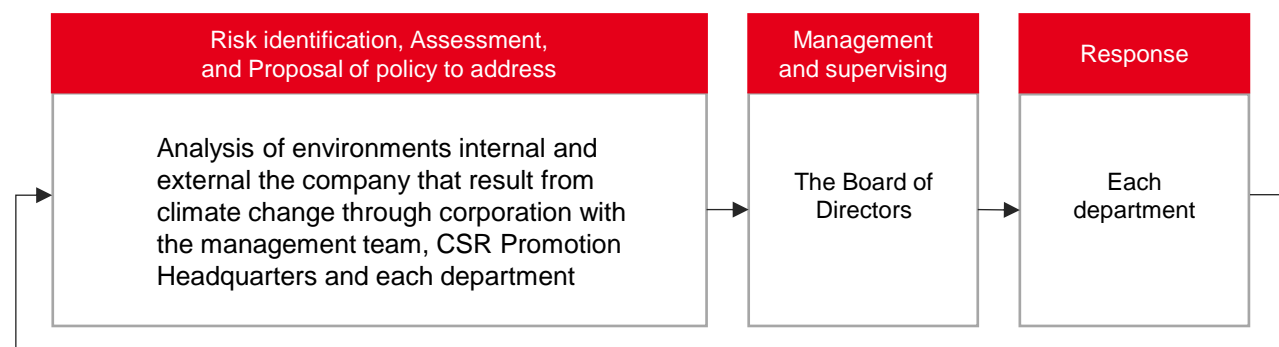 Risk identification, Assessment,
and Proposal of policy to address
Analysis of environments internal and
external the company that result from
climate change through corporation with
the management team, CSR Promotion
Headquarters and each department
Management
and supervising
The Board of
Directors
Response
Each
department